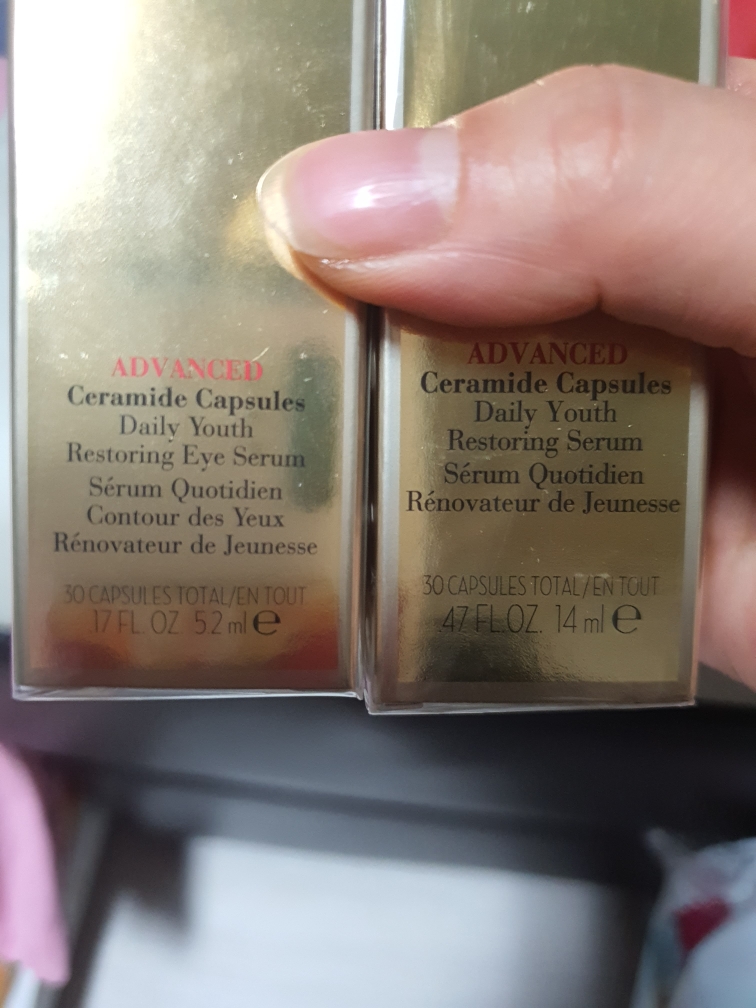 ADVANCED
Ceramide Capsules
Daily Youth
Restoring Eye Serum
Sérum Quotidien
Contour des Yeux
Rénovateur de Jeunesse
30 CAPSULES TOTAL/EN TOUT
17 FL. OZ 5.2 ml e
ADVANCED
Ceramide Capsules
Daily Youth
Restoring Serum
Sérum Quotidien
Rénovateur de Jeunesse
30 CAPSULES TOTAL/EN TOUT
.47 FL.OZ. 14 ml e